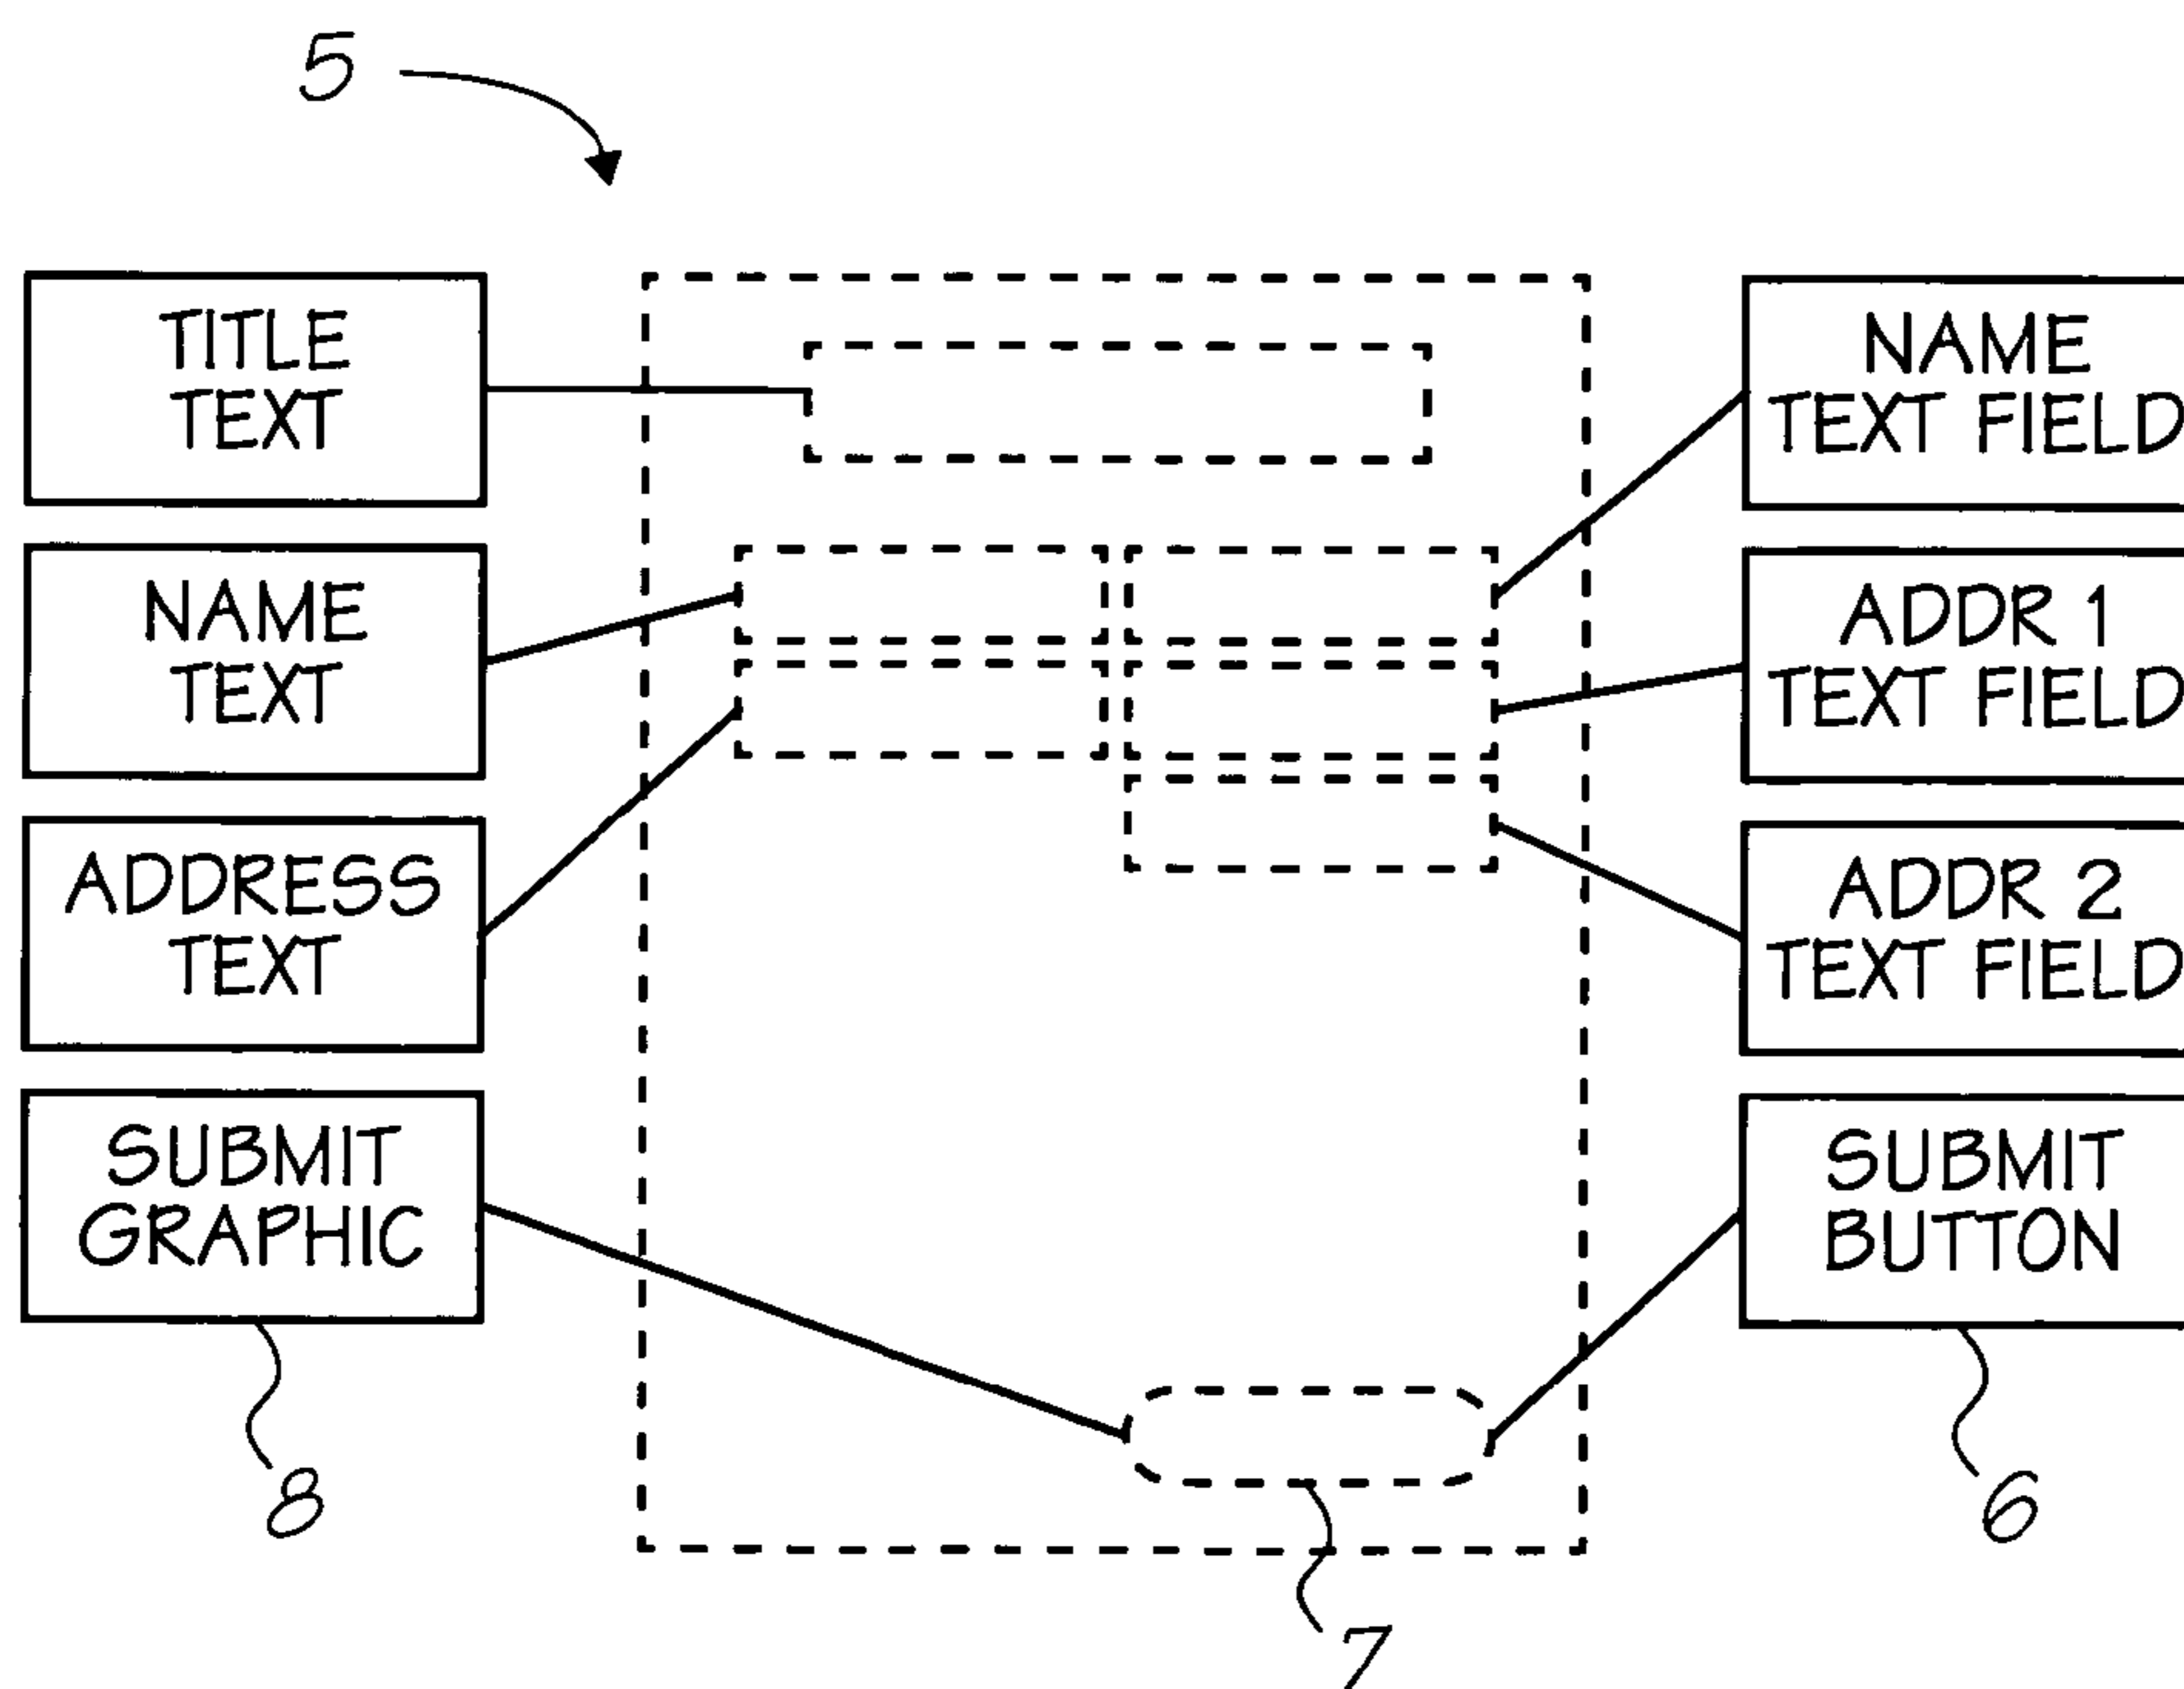 5
TITLE
TEXT
NAME
TEXT
ADDRESS
TEXT
SUBMIT
GRAPHIC
8
NAME
TEXT FIELD
ADDR 1
TEXT FIELD
ADDR 2
TEXT FIELD
SUBMIT
BUTTON
6
7